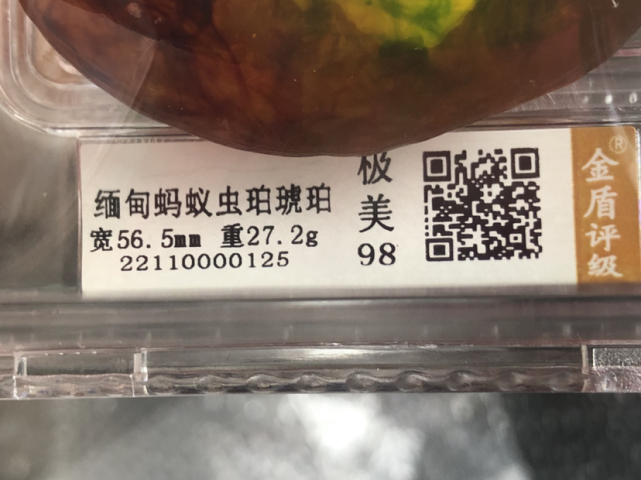 缅甸蚂蚁虫珀琥珀
宽56.5mm 重27.2g
22110000125
极美
98
金盾评级®